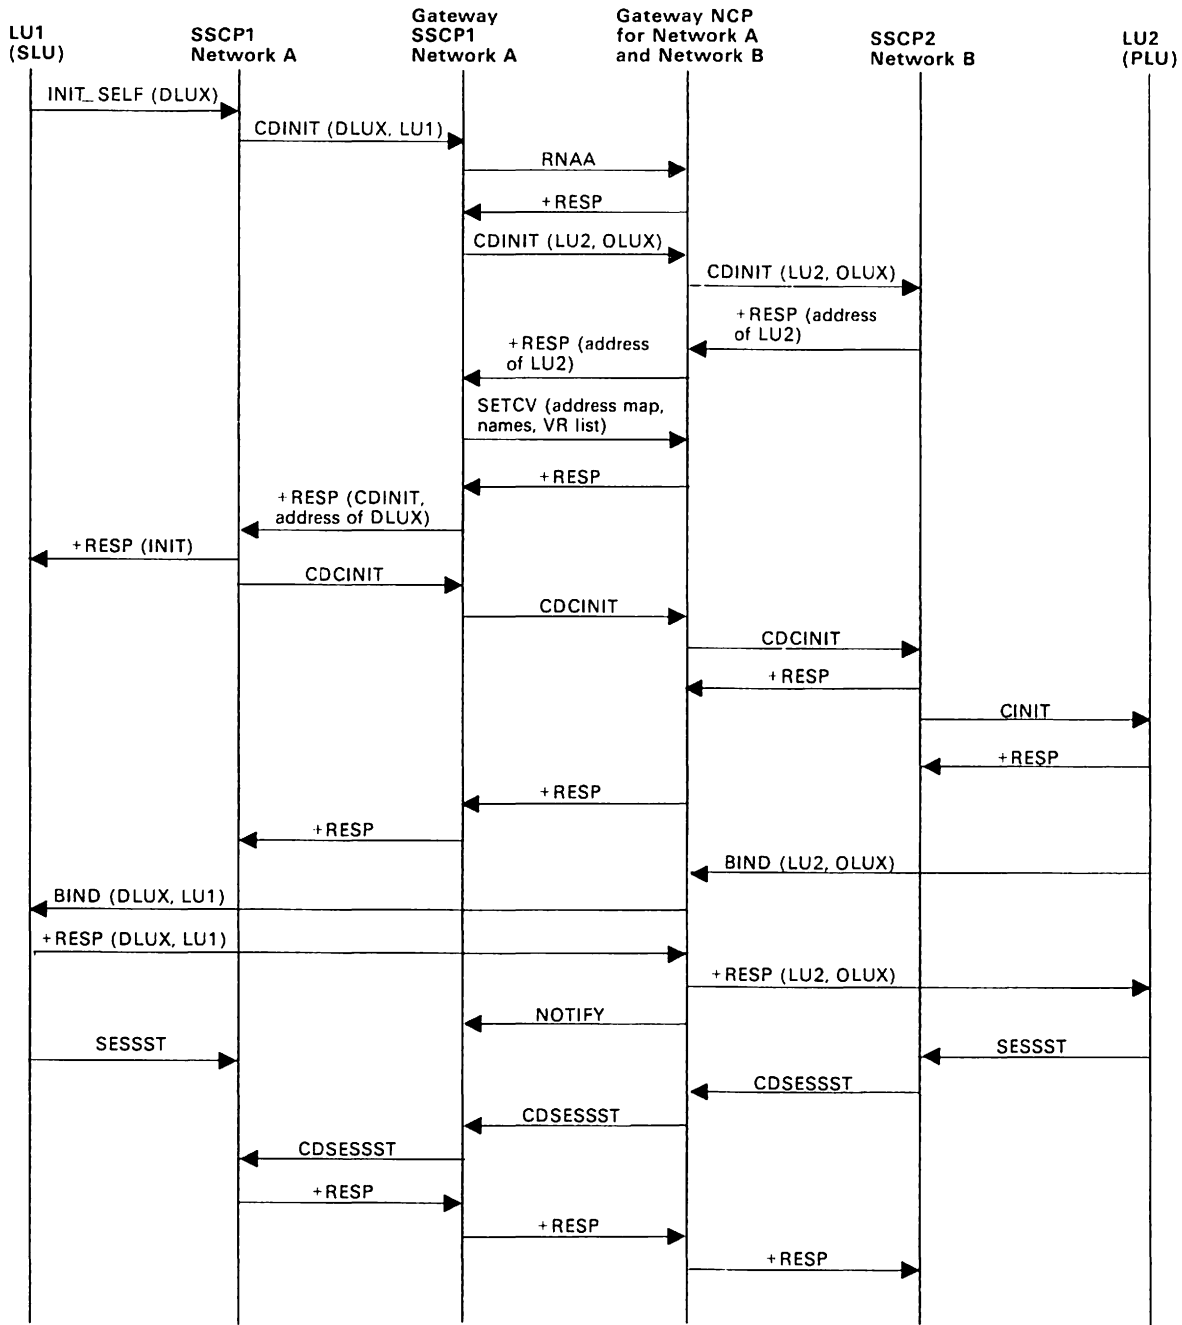 LU1
(SLU)
SSCP1
Network A
Gateway
SSCP1
Network A
Gateway NCP
for Network A
and Network B
SSCP2
Network B
LU2
(PLU)
INIT_SELF (DLUX)
CDINIT (DLUX, LU1)
RNAA
+RESP
CDINIT (LU2, OLUX)
CDINIT (LU2, OLUX)
+RESP (address
of LU2)
+RESP (address
of LU2)
SETCV (address map,
names, VR list)
+RESP
+RESP (CDINIT,
address of DLUX)
+RESP (INIT)
CDCINIT
CDCINIT
CDCINIT
+RESP
CINIT
+RESP
+RESP
+RESP
BIND (LU2, OLUX)
BIND (DLUX, LU1)
+RESP (DLUX, LU1)
+RESP (LU2, OLUX)
NOTIFY
SESSST
SESSST
CDSESSST
CDSESSST
CDSESSST
+RESP
+RESP
+RESP